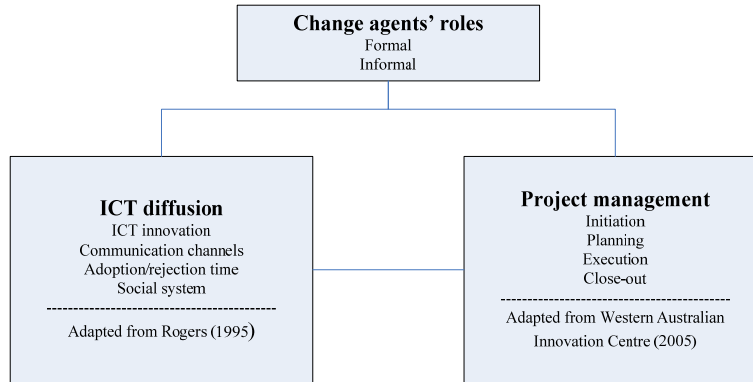 Change agents’ roles
Formal
Informal
ICT diffusion
ICT innovation
Communication channels
Adoption/rejection time
Social system
Adapted from Rogers (1995)
Project management
Initiation
Planning
Execution
Close-out
Adapted from Western Australian
Innovation Centre (2005)